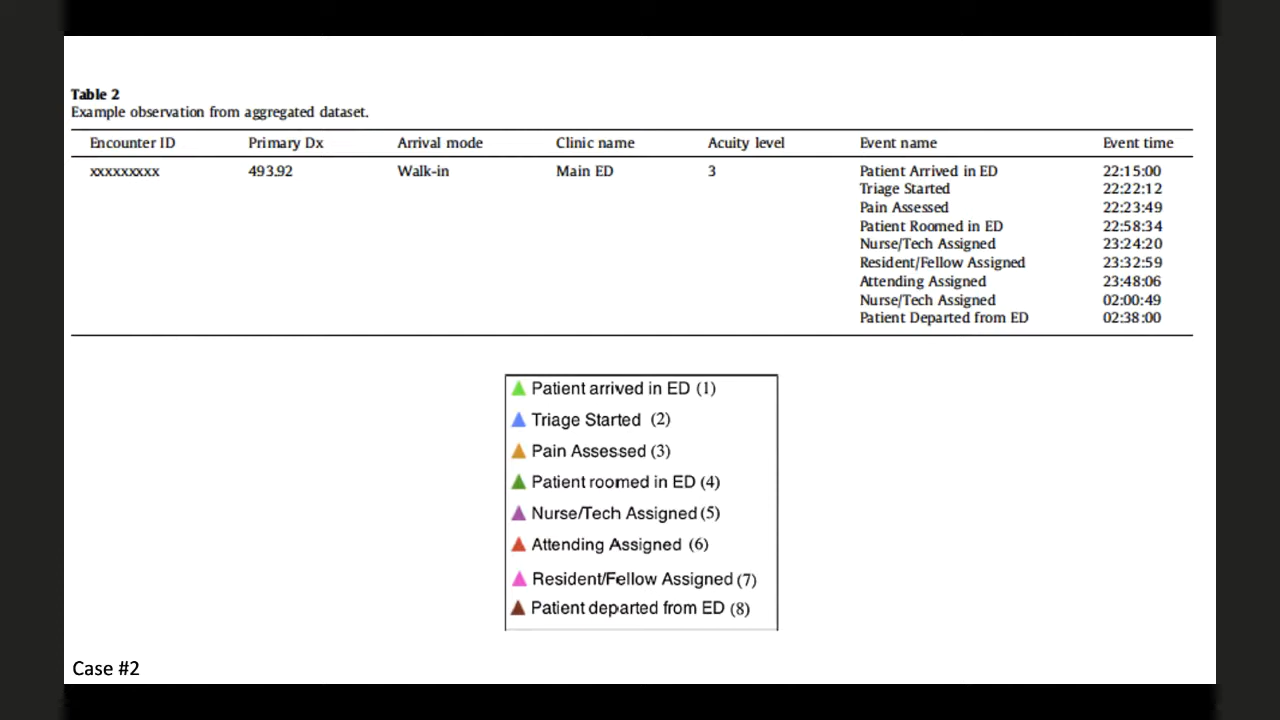 Table 2
Example observation from aggregated dataset.
Encounter ID Primary Dx Arrival mode Clinic name Acuity level Event name Event time
xxxxxxxxx 493.92 Walk-in Main ED 3 Patient Arrived in ED 22:15:00
Triage Started 22:22:12
Pain Assessed 22:23:49
Patient Roomed in ED 22:58:34
Nurse/Tech Assigned 23:24:20
Resident/Fellow Assigned 23:32:59
Attending Assigned 23:48:06
Nurse/Tech Assigned 02:00:49
Patient Departed from ED 02:38:00
Patient arrived in ED (1)
Triage Started (2)
Pain Assessed (3)
Patient roomed in ED (4)
Nurse/Tech Assigned (5)
Attending Assigned (6)
Resident/Fellow Assigned (7)
Patient departed from ED (8)
Case #2